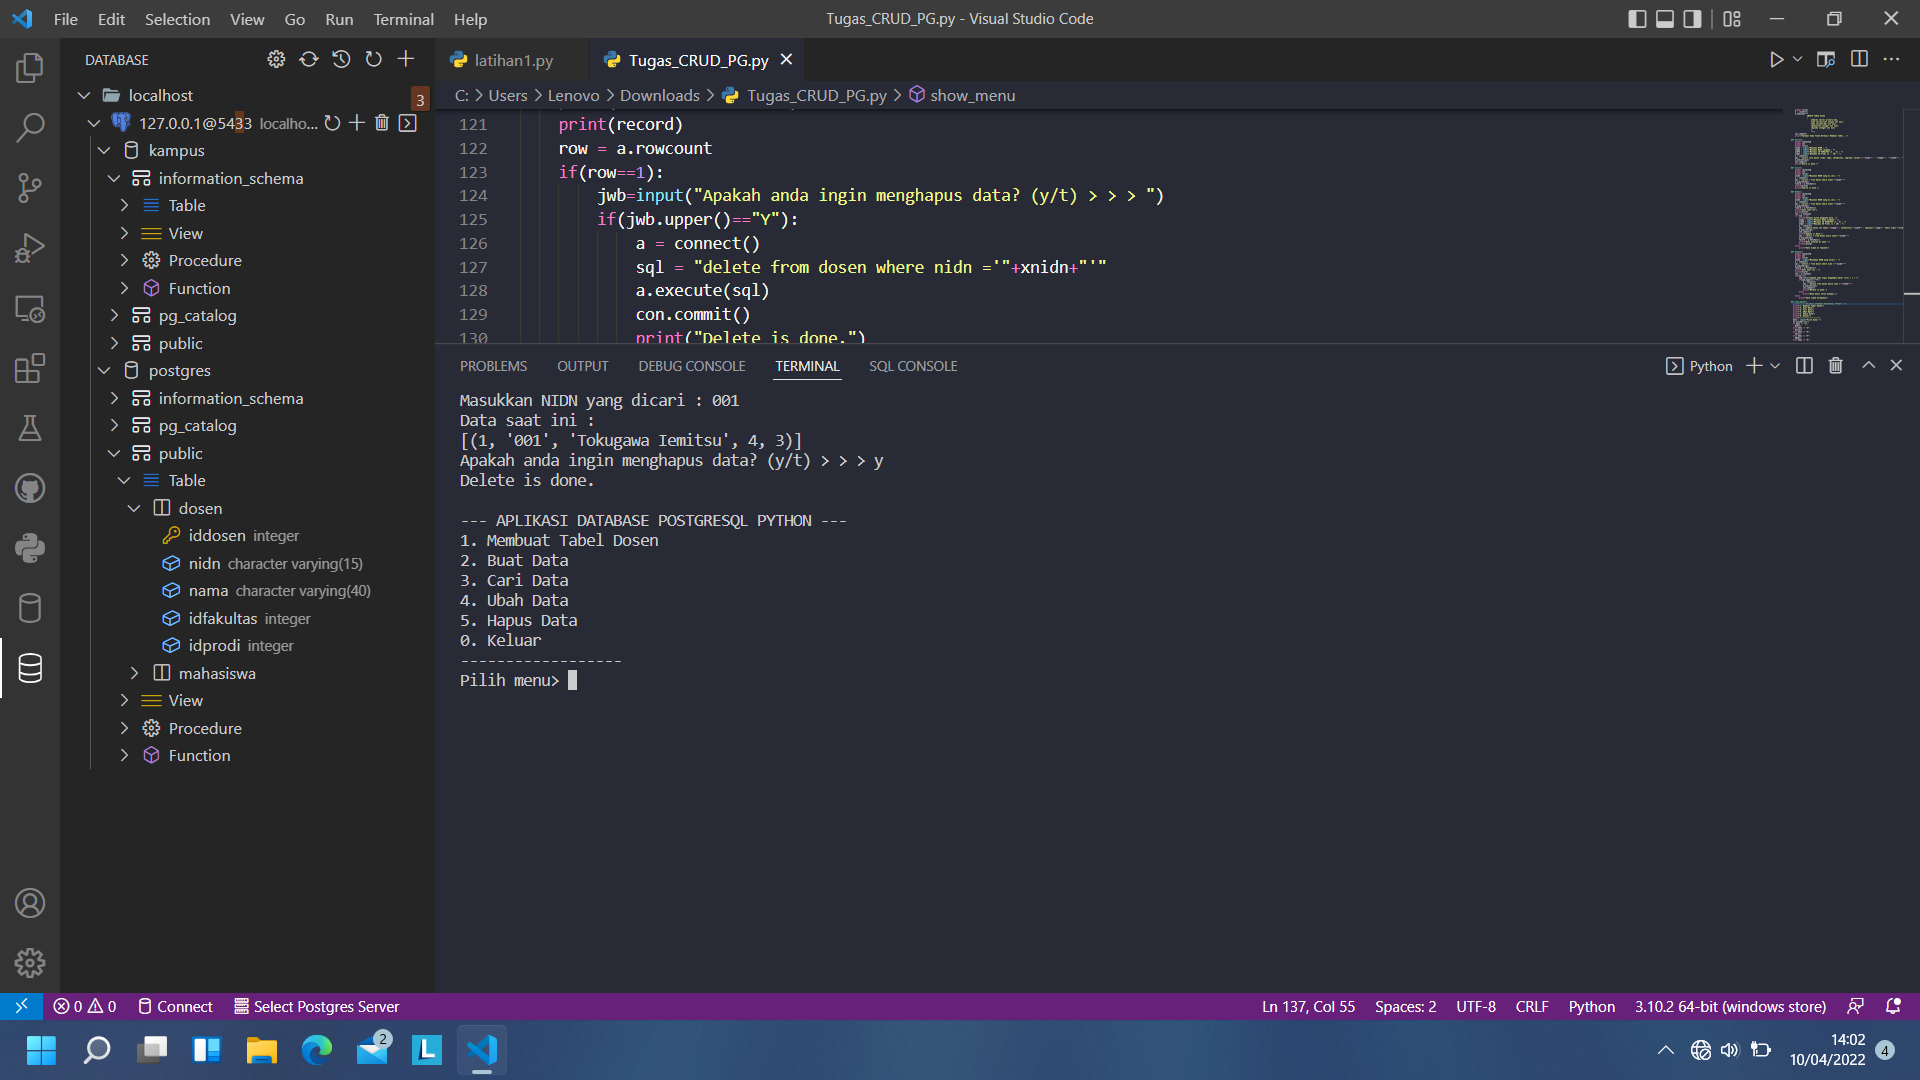 File Edit Selection View Go Run Terminal Help
Tugas_CRUD_PG.py - Visual Studio Code
DATABASE
localhost
3
127.0.0.1@5433 localho...
kampus
information_schema
Table
View
Procedure
Function
pg_catalog
public
postgres
information_schema
pg_catalog
public
Table
dosen
iddosen integer
nidn character varying(15)
nama character varying(40)
idfakultas integer
idprodi integer
mahasiswa
View
Procedure
Function
latihan1.py
Tugas_CRUD_PG.py
C: > Users > Lenovo > Downloads > Tugas_CRUD_PG.py > show_menu
121 print(record)
122 row = a.rowcount
123 if(row==1):
124 jwb=input("Apakah anda ingin menghapus data? (y/t) > > > ")
125 if(jwb.upper()=="Y"):
126 a = connect()
127 sql = "delete from dosen where nidn ='"+xnidn+"'"
128 a.execute(sql)
129 con.commit()
130 print("Delete is done.")
PROBLEMS OUTPUT DEBUG CONSOLE TERMINAL SQL CONSOLE
Python
Masukkan NIDN yang dicari : 001
Data saat ini :
[(1, '001', 'Tokugawa Iemitsu', 4, 3)]
Apakah anda ingin menghapus data? (y/t) > > > y
Delete is done.
--- APLIKASI DATABASE POSTGRESQL PYTHON ---
1. Membuat Tabel Dosen
2. Buat Data
3. Cari Data
4. Ubah Data
5. Hapus Data
0. Keluar
------------------
Pilih menu>
0 0 Connect Select Postgres Server
Ln 137, Col 55 Spaces: 2 UTF-8 CRLF Python 3.10.2 64-bit (windows store)
2
L
14:02
10/04/2022
4